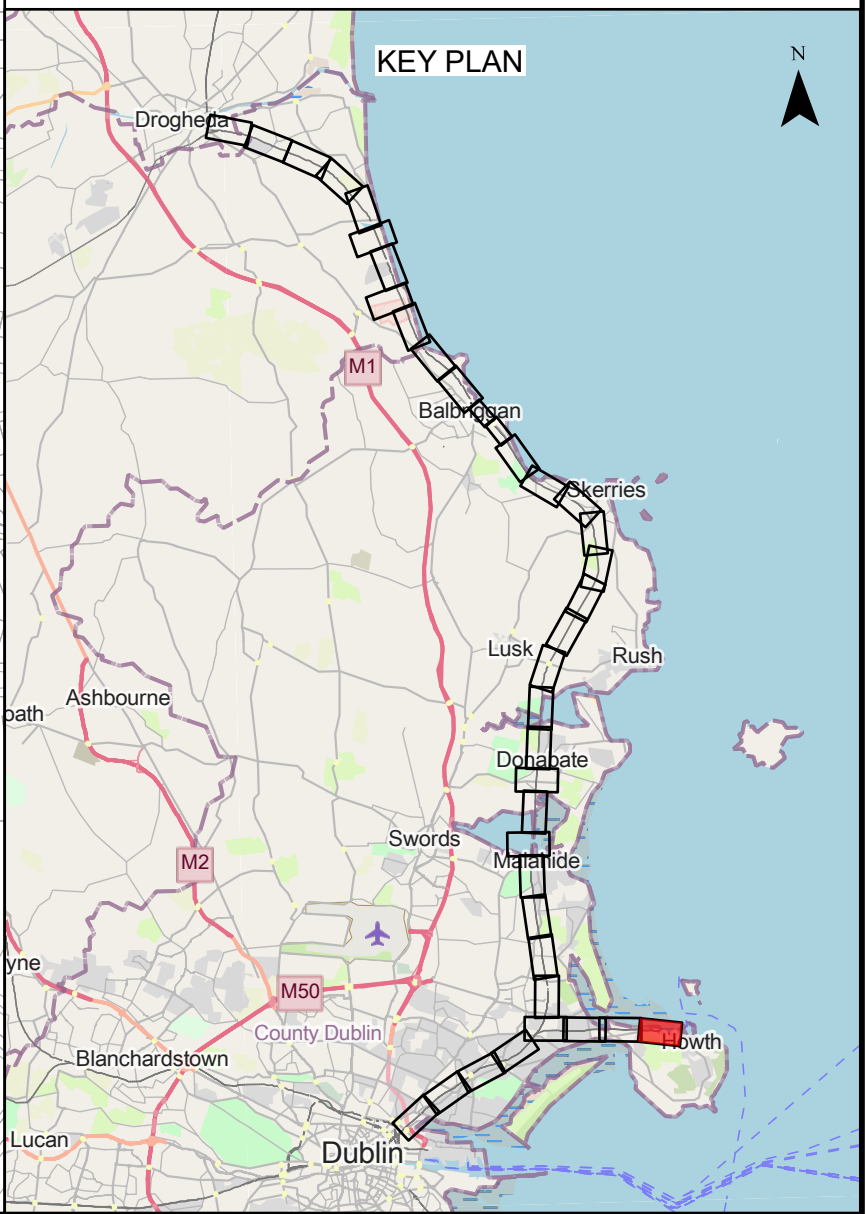 KEY PLAN
N
Drogheda
M1
Balbriggan
Skerries
Lusk
Rush
Ashbourne
oath
Donabate
Swords
M2
Malahide
yne
M50
County Dublin
Howth
Blanchardstown
Lucan
Dublin